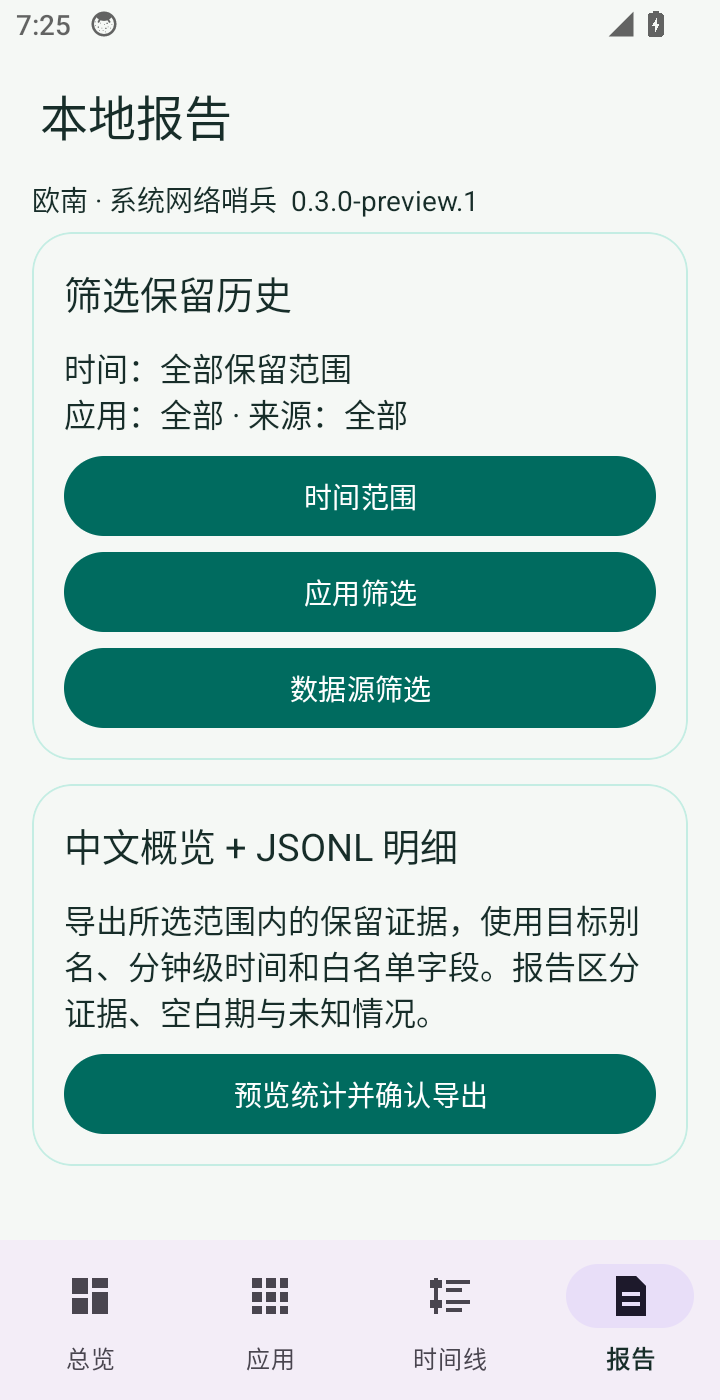 7:25
本地报告
欧南 · 系统网络哨兵 0.3.0-preview.1
筛选保留历史
时间：全部保留范围
应用：全部 · 来源：全部
时间范围
应用筛选
数据源筛选
中文概览 + JSONL 明细
导出所选范围内的保留证据，使用目标别
名、分钟级时间和白名单字段。报告区分
证据、空白期与未知情况。
预览统计并确认导出
总览
应用
时间线
报告